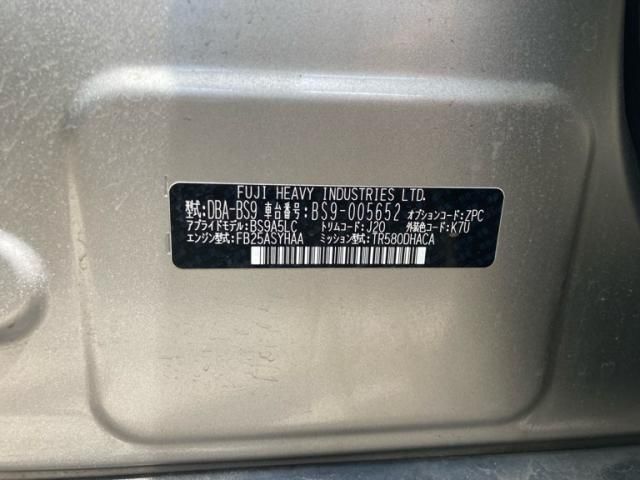 FUJI HEAVY INDUSTRIES LTD.
型式:DBA-BS9 車台番号:BS9-005652 オプションコード:ZPC
アプライドモデル:BS9A5LC トリムコード:J20 外装色コード:K7U
エンジン型式:FB25ASYHAA ミッション型式:TR580DHACA